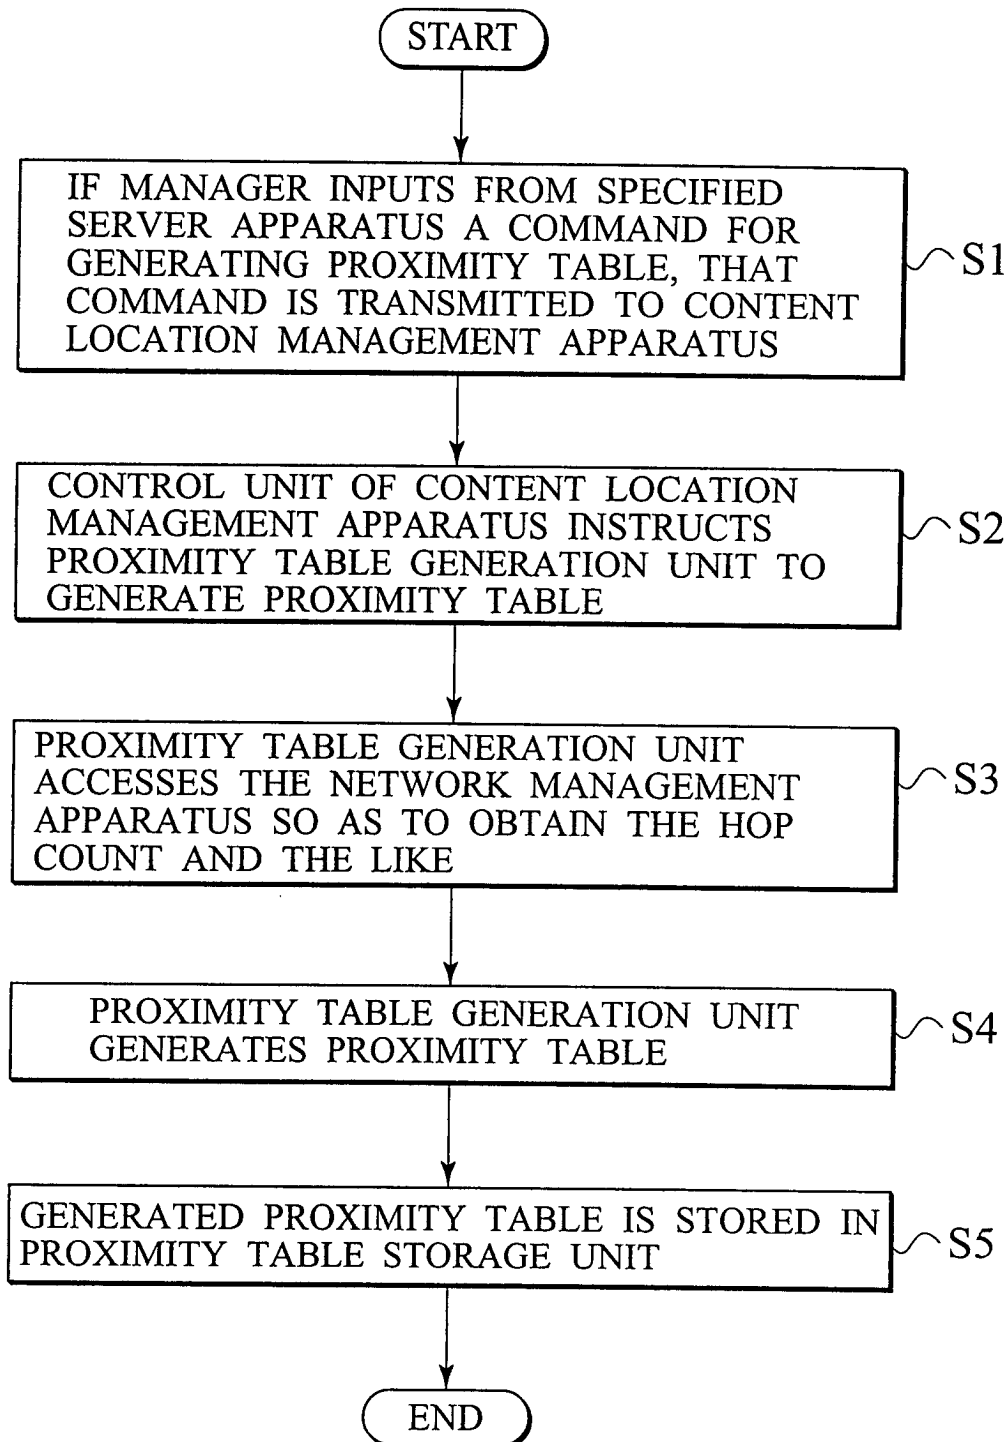 START
IF MANAGER INPUTS FROM SPECIFIED
SERVER APPARATUS A COMMAND FOR
GENERATING PROXIMITY TABLE, THAT
COMMAND IS TRANSMITTED TO CONTENT
LOCATION MANAGEMENT APPARATUS
S1
CONTROL UNIT OF CONTENT LOCATION
MANAGEMENT APPARATUS INSTRUCTS
PROXIMITY TABLE GENERATION UNIT TO
GENERATE PROXIMITY TABLE
S2
PROXIMITY TABLE GENERATION UNIT
ACCESSES THE NETWORK MANAGEMENT
APPARATUS SO AS TO OBTAIN THE HOP
COUNT AND THE LIKE
S3
PROXIMITY TABLE GENERATION UNIT
GENERATES PROXIMITY TABLE
S4
GENERATED PROXIMITY TABLE IS STORED IN
PROXIMITY TABLE STORAGE UNIT
S5
END